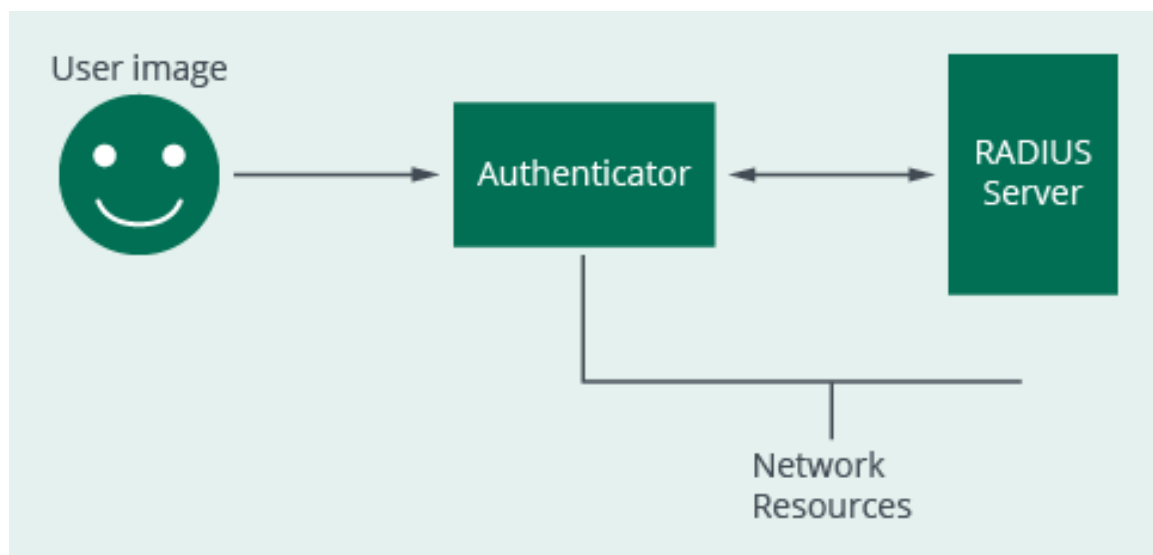 User image
Authenticator
RADIUS
Server
Network
Resources